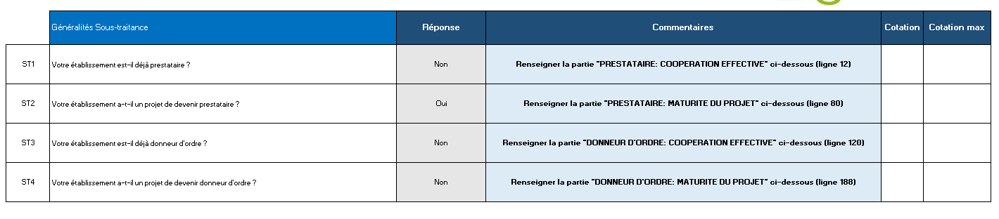 Généralités Sous-traitance Réponse Commentaires Cotation Cotation max
ST1 Votre établissement est-il déjà prestataire ? Non Renseigner la partie "PRESTATAIRE: COOPERATION EFFECTIVE" ci-dessous (ligne 12)
ST2 Votre établissement a-t-il un projet de devenir prestataire ? Oui Renseigner la partie "PRESTATAIRE: MATURITE DU PROJET" ci-dessous (ligne 80)
ST3 Votre établissement est-il déjà donneur d'ordre ? Non Renseigner la partie "DONNEUR D'ORDRE: COOPERATION EFFECTIVE" ci-dessous (ligne 120)
ST4 Votre établissement a-t-il un projet de devenir donneur d'ordre ? Non Renseigner la partie "DONNEUR D'ORDRE: MATURITE DU PROJET" ci-dessous (ligne 188)